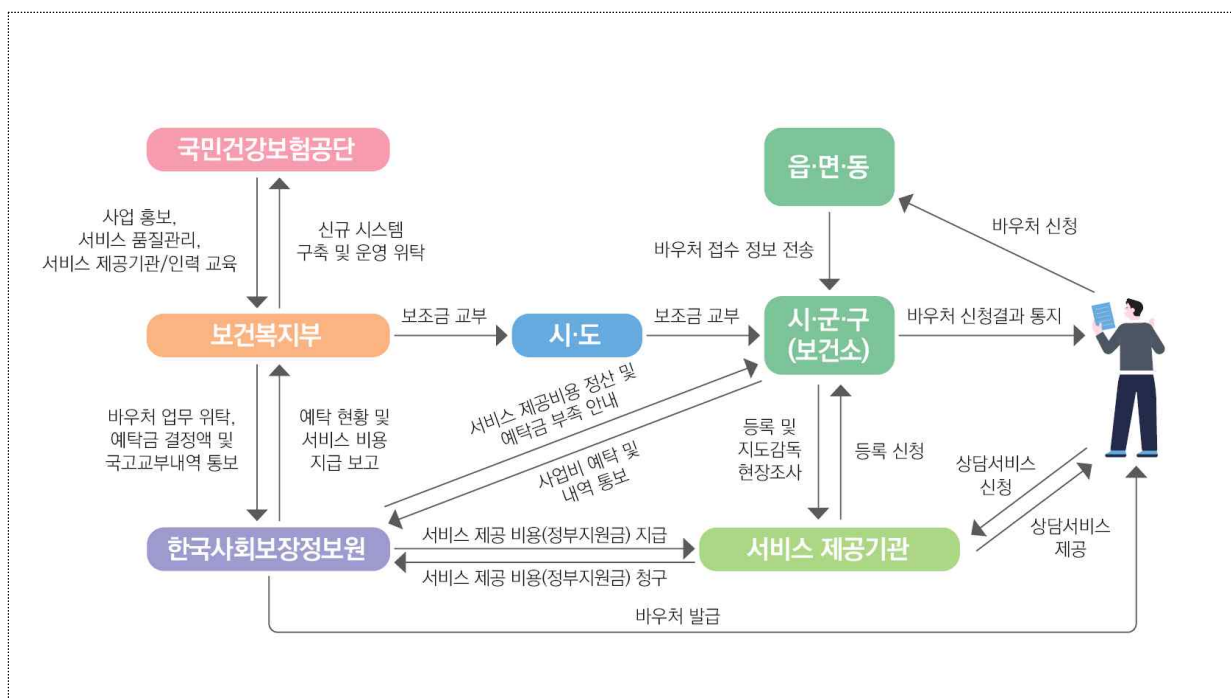 국민건강보험공단
읍·면·동
사업 홍보,
서비스 품질관리,
서비스 제공기관/인력 교육
신규 시스템
구축 및 운영 위탁
바우처 접수 정보 전송
바우처 신청
보건복지부
보조금 교부
시·도
보조금 교부
시·군·구
(보건소)
바우처 신청결과 통지
바우처 업무 위탁,
예탁금 결정액 및
국고교부내역 통보
예탁 현황 및
서비스 비용
지급 보고
서비스 제공비용 정산 및
예탁금 부족 안내
사업비 예탁 및
내역 통보
등록 및
지도감독
현장조사
등록 신청
상담서비스
신청
상담서비스
제공
한국사회보장정보원
서비스 제공 비용(정부지원금) 지급
서비스 제공 비용(정부지원금) 청구
서비스 제공기관
바우처 발급